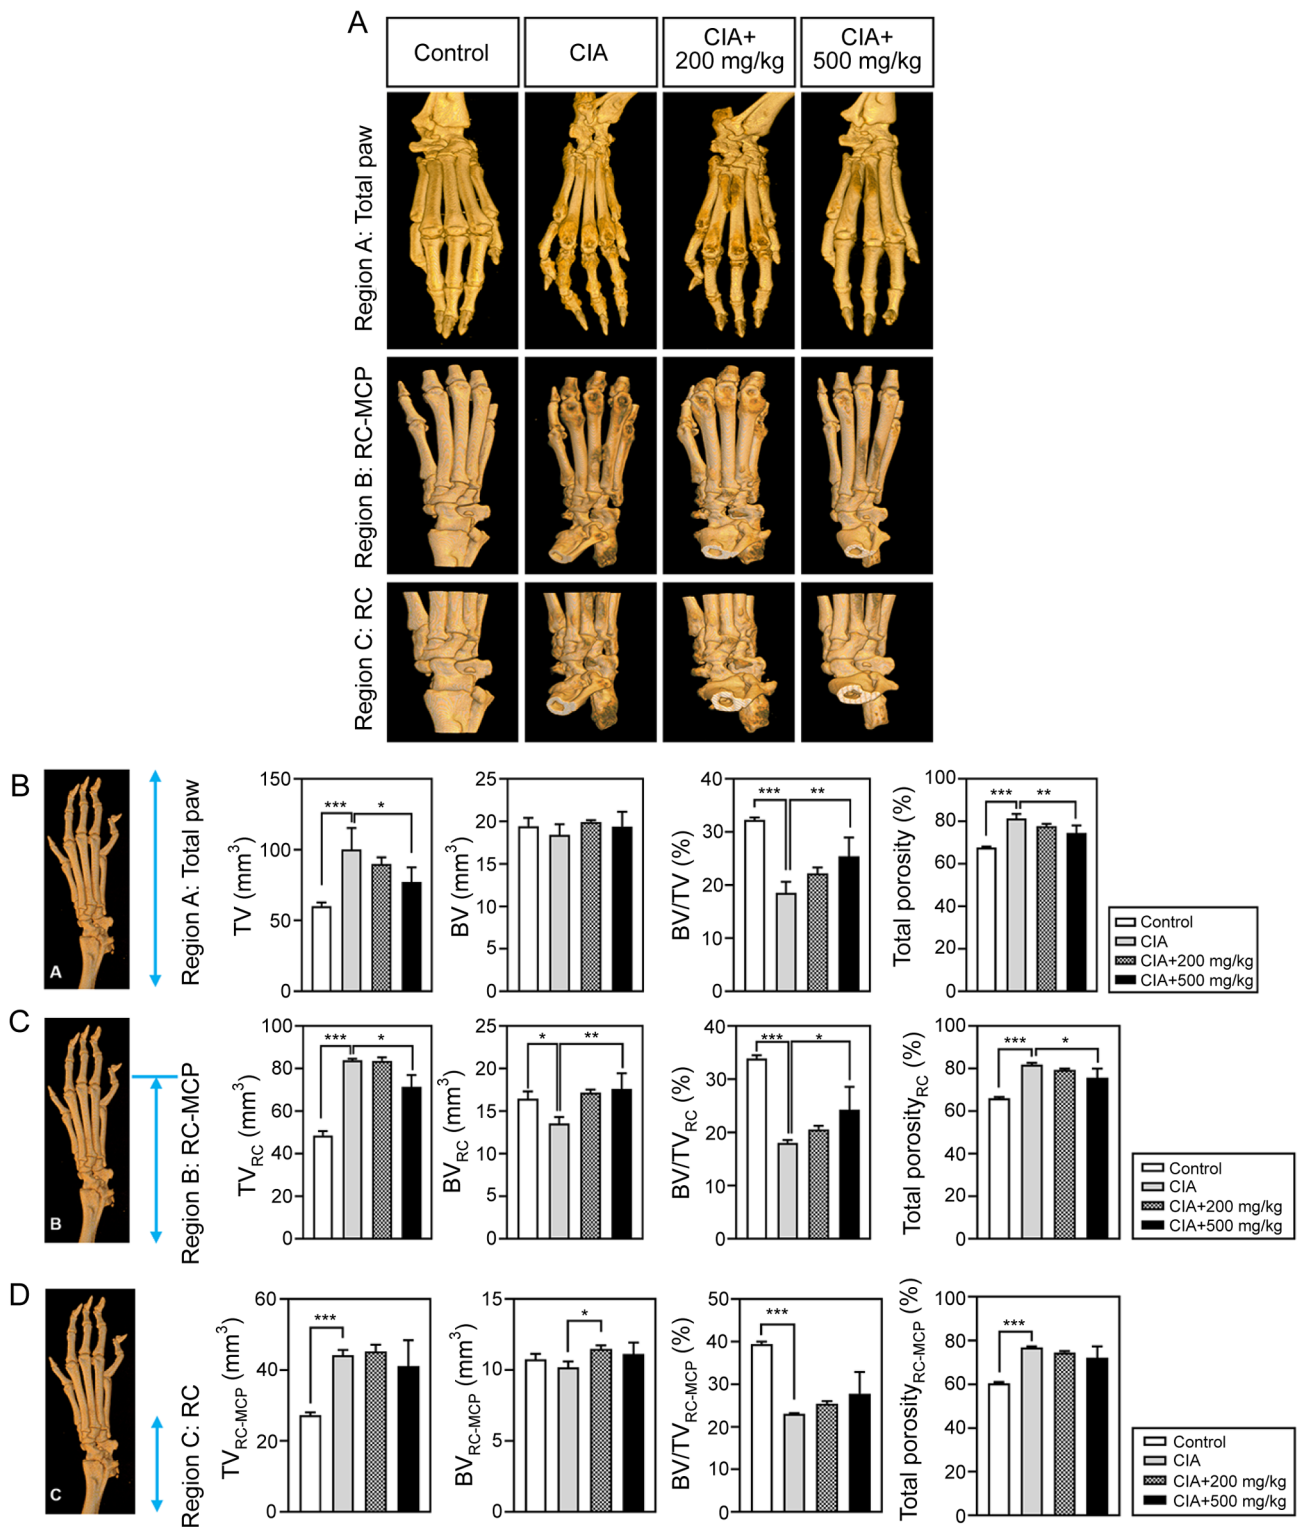 A
Control
CIA
CIA+
200 mg/kg
CIA+
500 mg/kg
Region A: Total paw
Region B: RC-MCP
Region C: RC
B
A
Region A: Total paw
TV (mm3)
150
100
50
0
***
*
BV (mm3)
25
20
15
10
5
0
BV/TV (%)
40
30
20
10
0
***
**
Total porosity (%)
100
80
60
40
20
0
***
**
Control
CIA
CIA+200 mg/kg
CIA+500 mg/kg
C
B
Region B: RC-MCP
TVRC (mm3)
100
80
60
40
20
0
***
*
BVRC (mm3)
25
20
15
10
5
0
*
**
BV/TVRC (%)
40
30
20
10
0
***
*
Total porosityRC (%)
100
80
60
40
20
0
***
*
Control
CIA
CIA+200 mg/kg
CIA+500 mg/kg
D
C
Region C: RC
TVRC-MCP (mm3)
60
40
20
0
***
BVRC-MCP (mm3)
15
10
5
0
*
BV/TVRC-MCP (%)
50
40
30
20
10
0
***
Total porosityRC-MCP (%)
100
80
60
40
20
0
***
Control
CIA
CIA+200 mg/kg
CIA+500 mg/kg